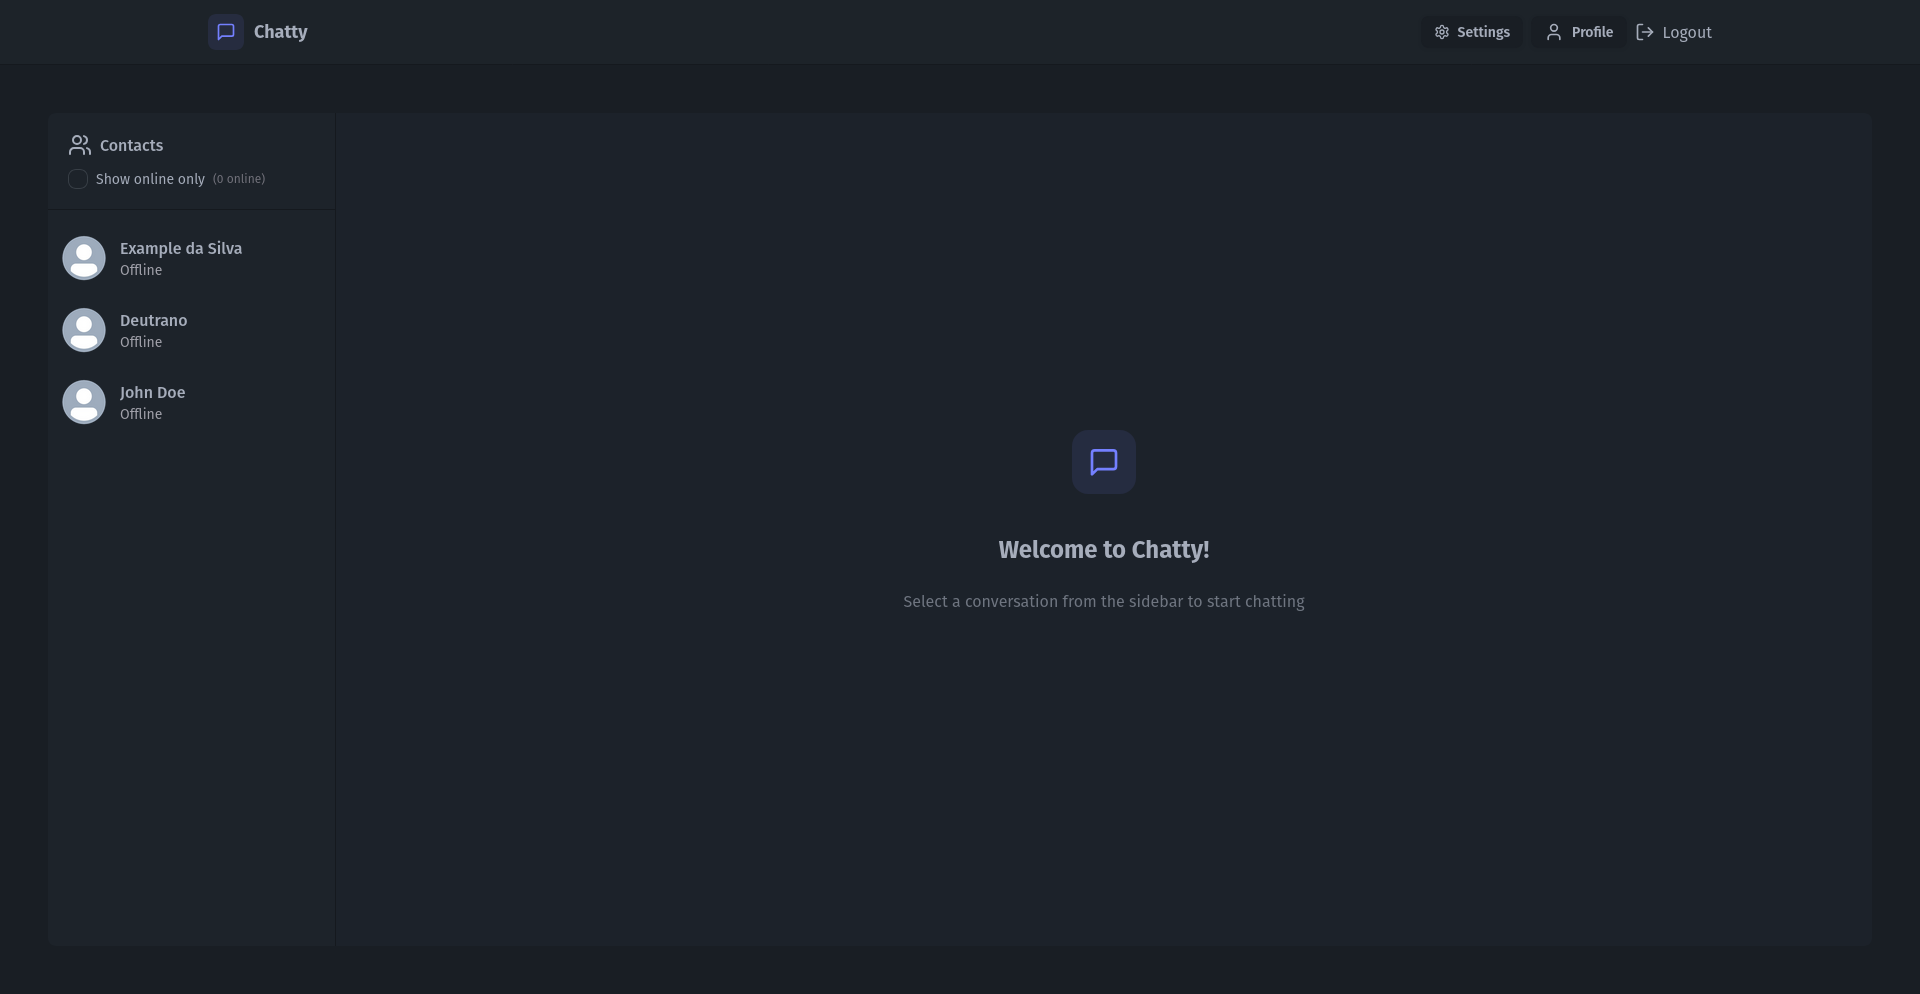 Chatty
Settings
Profile
Logout
Contacts
Show online only (0 online)
Example da Silva
Offline
Deutrano
Offline
John Doe
Offline
Welcome to Chatty!
Select a conversation from the sidebar to start chatting